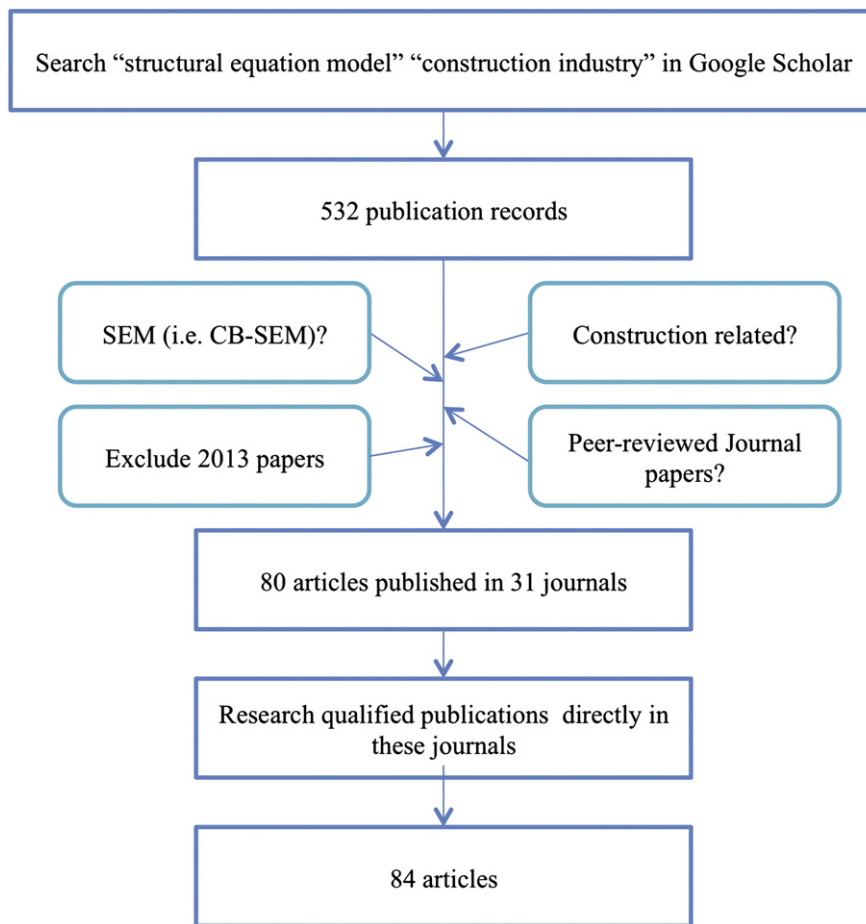 Search “structural equation model” “construction industry” in Google Scholar
532 publication records
SEM (i.e. CB-SEM)?
Construction related?
Exclude 2013 papers
Peer-reviewed Journal
papers?
80 articles published in 31 journals
Research qualified publications  directly in
these journals
84 articles